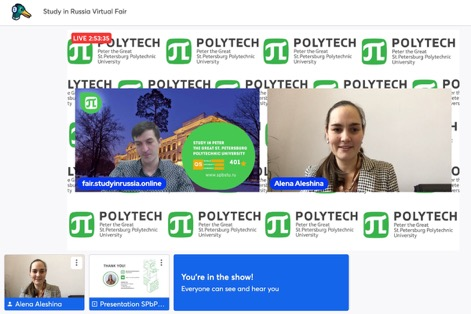 Study in Russia Virtual Fair
LIVE 2:53:35
POLYTECH
Peter the Great
St.Petersburg Polytechnic
University
POLYTECH
Peter the Great
St.Petersburg Polytechnic
University
POLYTECH
Peter the Great
St.Petersburg Polytechnic
University
POLYTECH
Peter the Great
St.Petersburg Polytechnic
University
STUDY IN PETER
THE GREAT ST. PETERSBURG
POLYTECHNIC UNIVERSITY
QS
401
www.spbstu.ru
fair.studyinrussia.online
Alena Aleshina
POLYTECH
Peter the Great
St.Petersburg Polytechnic
University
POLYTECH
Peter the Great
St.Petersburg Polytechnic
University
POLYTECH
Peter the Great
St.Petersburg Polytechnic
University
POLYTECH
Peter the Great
St.Petersburg Polytechnic
University
THANK YOU!
Alena Aleshina
Presentation SPbP...
You're in the show!
Everyone can see and hear you